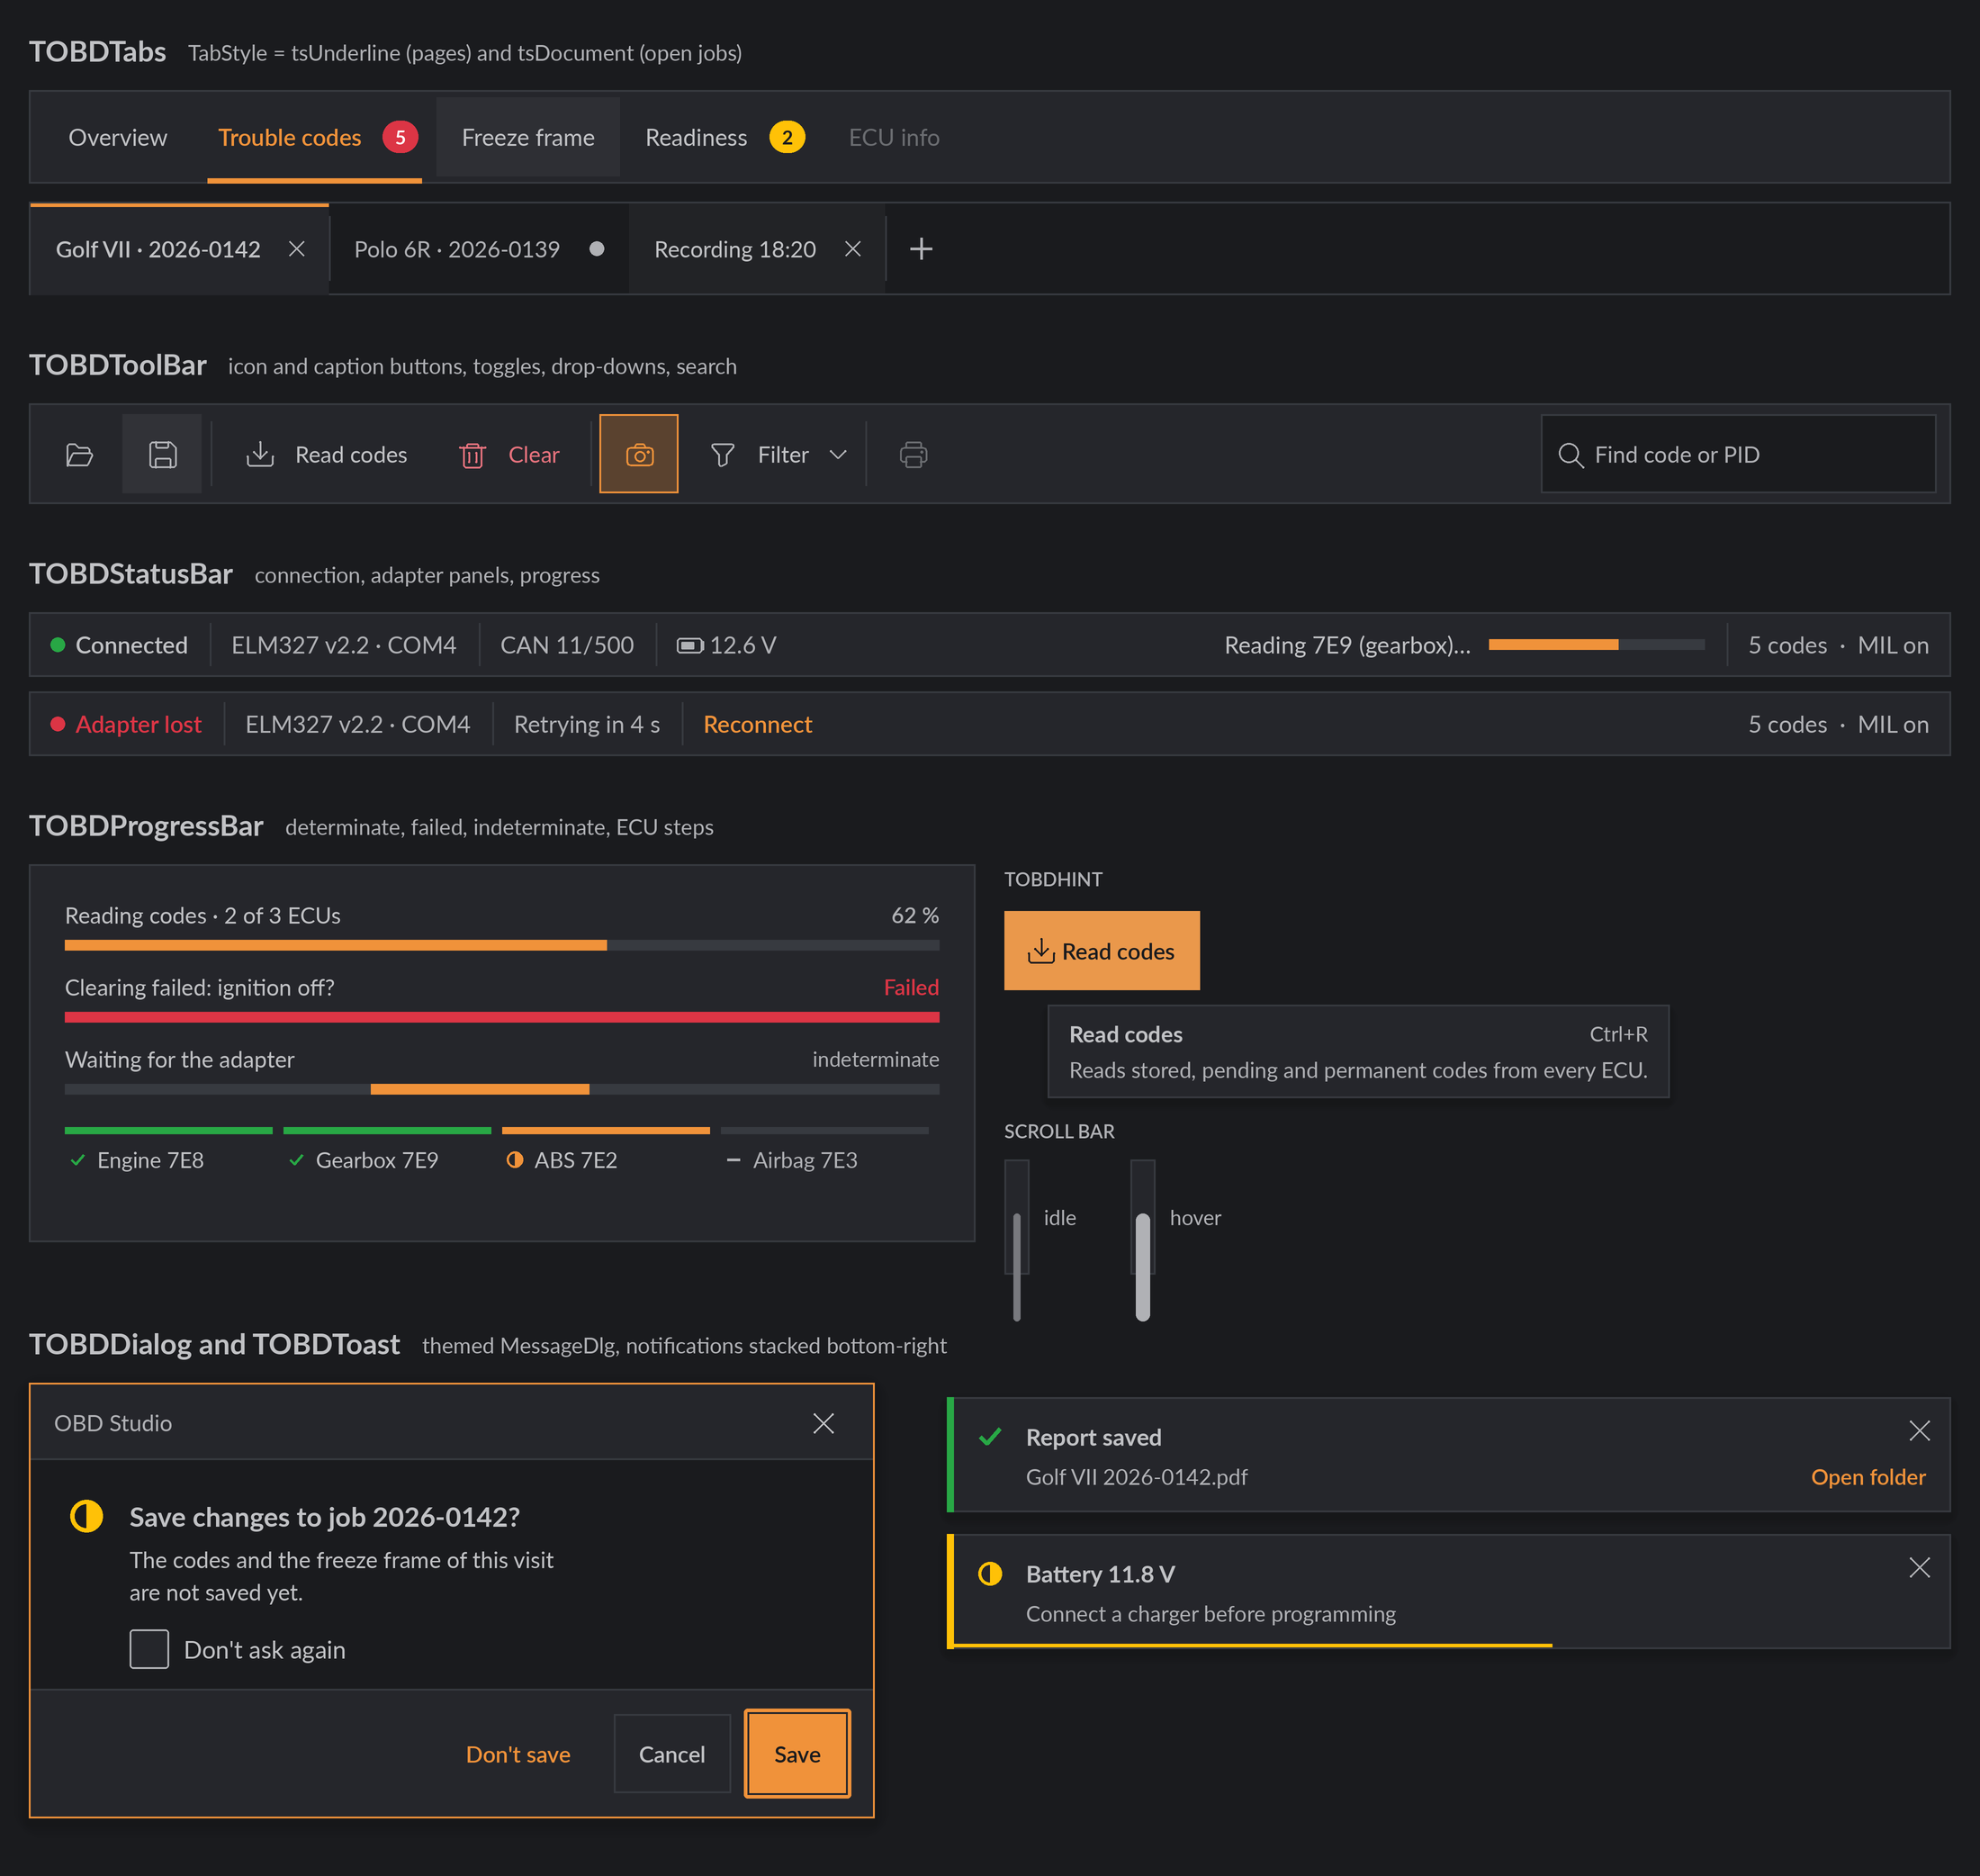 TOBDTabs TabStyle = tsUnderline (pages) and tsDocument (open jobs)
Overview Trouble codes 5 Freeze frame Readiness 2 ECU info
Golf VII · 2026-0142 Polo 6R · 2026-0139 Recording 18:20
TOBDToolBar icon and caption buttons, toggles, drop-downs, search
Read codes Clear Filter Find code or PID
TOBDStatusBar connection, adapter panels, progress
Connected ELM327 v2.2 · COM4 CAN 11/500 12.6 V Reading 7E9 (gearbox)... 5 codes · MIL on
Adapter lost ELM327 v2.2 · COM4 Retrying in 4 s Reconnect 5 codes · MIL on
TOBDProgressBar determinate, failed, indeterminate, ECU steps
Reading codes · 2 of 3 ECUs 62 %
Clearing failed: ignition off? Failed
Waiting for the adapter indeterminate
Engine 7E8 Gearbox 7E9 ABS 7E2 Airbag 7E3
TOBDHINT
Read codes
Read codes Ctrl+R
Reads stored, pending and permanent codes from every ECU.
SCROLL BAR
idle hover
TOBDDialog and TOBDToast themed MessageDlg, notifications stacked bottom-right
OBD Studio
Save changes to job 2026-0142?
The codes and the freeze frame of this visit
are not saved yet.
Don't ask again
Don't save Cancel Save
Report saved
Golf VII 2026-0142.pdf Open folder
Battery 11.8 V
Connect a charger before programming